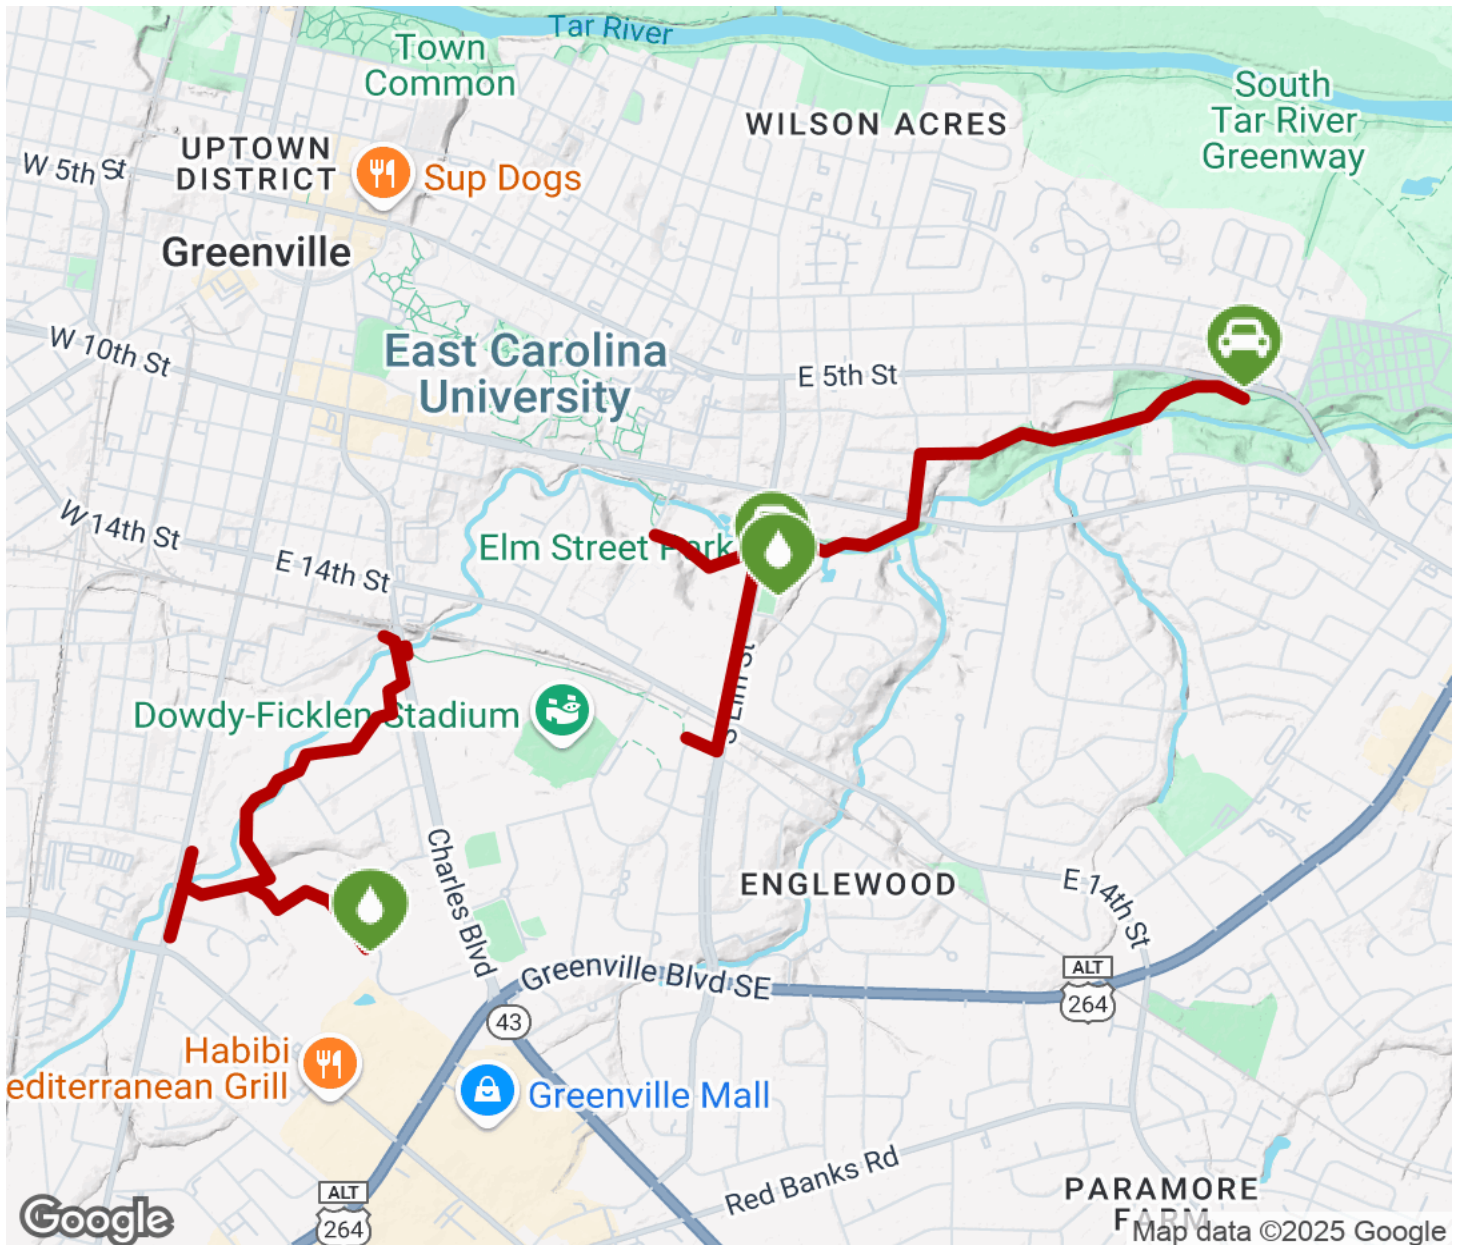 Tar River
Town
Common
South
Tar River
Greenway
WILSON ACRES
UPTOWN
DISTRICT
W 5th St
Sup Dogs
Greenville
W 10th St
East Carolina
University
E 5th St
W 14th St
Elm Street Park
E 14th St
S Elm St
Dowdy-Ficklen Stadium
Charles Blvd
ENGLEWOOD
E 14th St
Greenville Blvd SE
ALT
264
43
Habibi
editerranean Grill
Greenville Mall
Red Banks Rd
ALT
264
PARAMORE
FARM
Google
Map data ©2025 Google